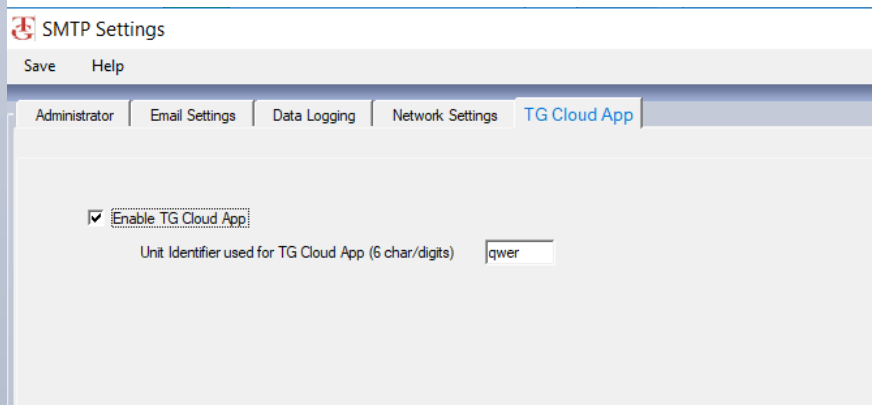 SMTP Settings
Save Help
Administrator Email Settings Data Logging Network Settings TG Cloud App
Enable TG Cloud App
Unit Identifier used for TG Cloud App (6 char/digits) qwer